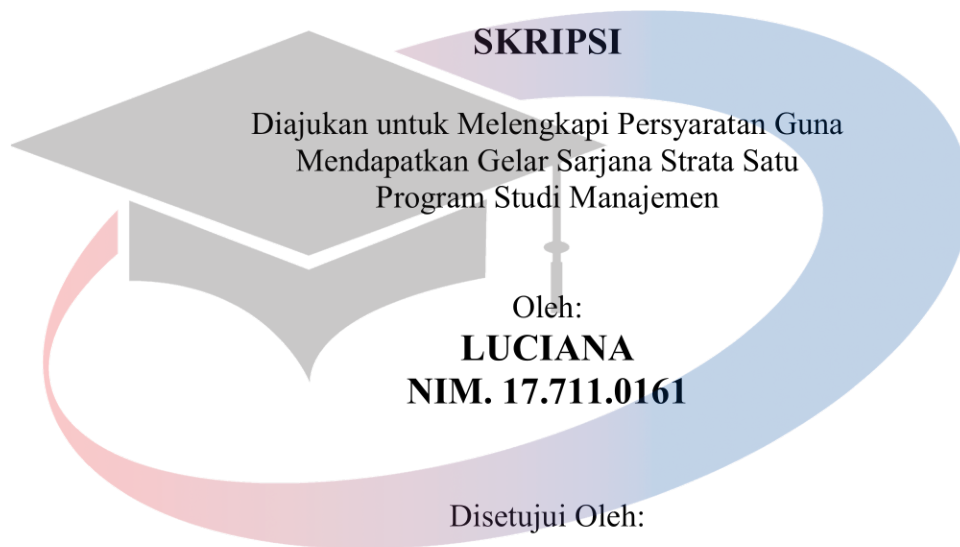 SKRIPSI
Diajukan untuk Melengkapi Persyaratan Guna
Mendapatkan Gelar Sarjana Strata Satu
Program Studi Manajemen
Oleh:
LUCIANA
NIM. 17.711.0161
Disetujui Oleh: